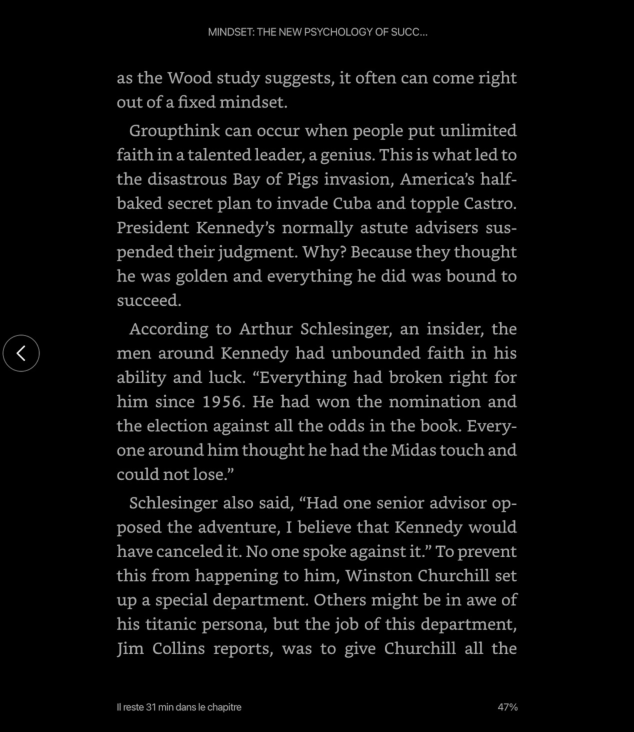 MINDSET: THE NEW PSYCHOLOGY OF SUCC...
as the Wood study suggests, it often can come right
out of a fixed mindset.
Groupthink can occur when people put unlimited
faith in a talented leader, a genius. This is what led to
the disastrous Bay of Pigs invasion, America’s half-
baked secret plan to invade Cuba and topple Castro.
President Kennedy’s normally astute advisers sus-
pended their judgment. Why? Because they thought
he was golden and everything he did was bound to
succeed.
According to Arthur Schlesinger, an insider, the
men around Kennedy had unbounded faith in his
ability and luck. “Everything had broken right for
him since 1956. He had won the nomination and
the election against all the odds in the book. Every-
one around him thought he had the Midas touch and
could not lose.”
Schlesinger also said, “Had one senior advisor op-
posed the adventure, I believe that Kennedy would
have canceled it. No one spoke against it.” To prevent
this from happening to him, Winston Churchill set
up a special department. Others might be in awe of
his titanic persona, but the job of this department,
Jim Collins reports, was to give Churchill all the
Il reste 31 min dans le chapitre
47%